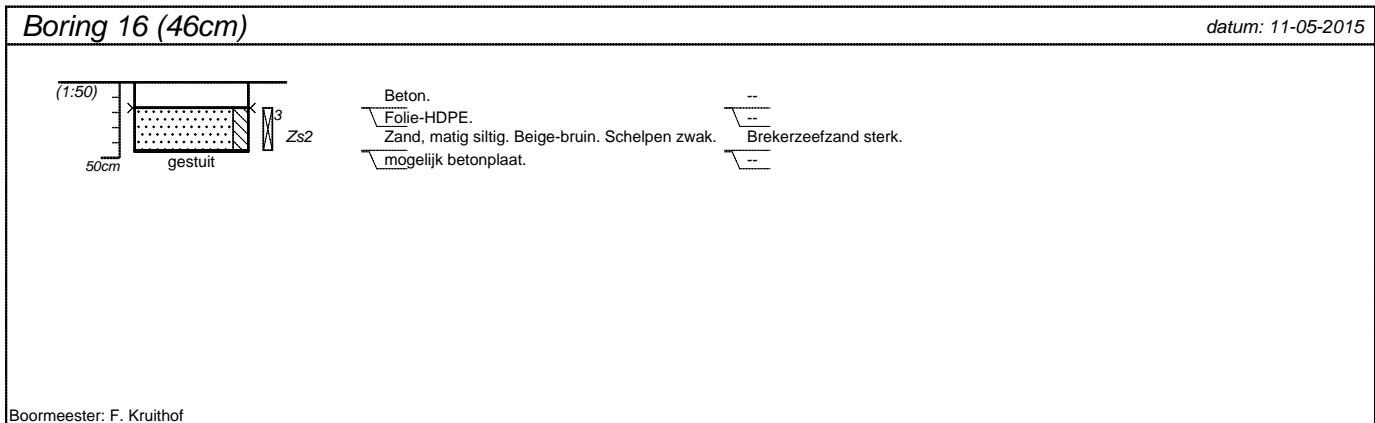 Boring 16 (46cm)
datum: 11-05-2015
(1:50)
50cm
gestuit
3
Zs2
Beton.
--
Folie-HDPE.
--
Zand, matig siltig. Beige-bruin. Schelpen zwak.
Brekerzeefzand sterk.
mogelijk betonplaat.
--
Boormeester: F. Kruithof